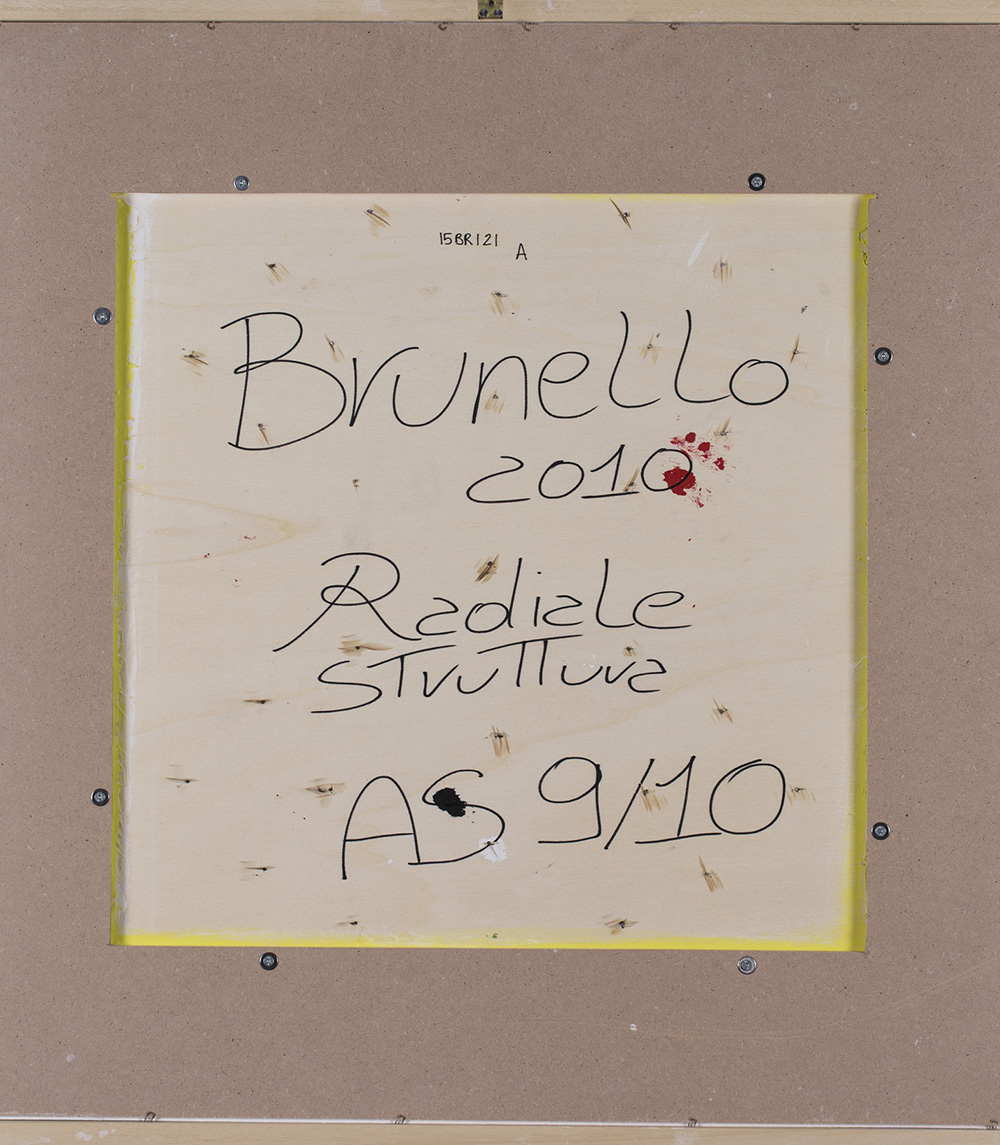 15BR121 A
Brunello
2010
Radiale
struttura
AS 9/10